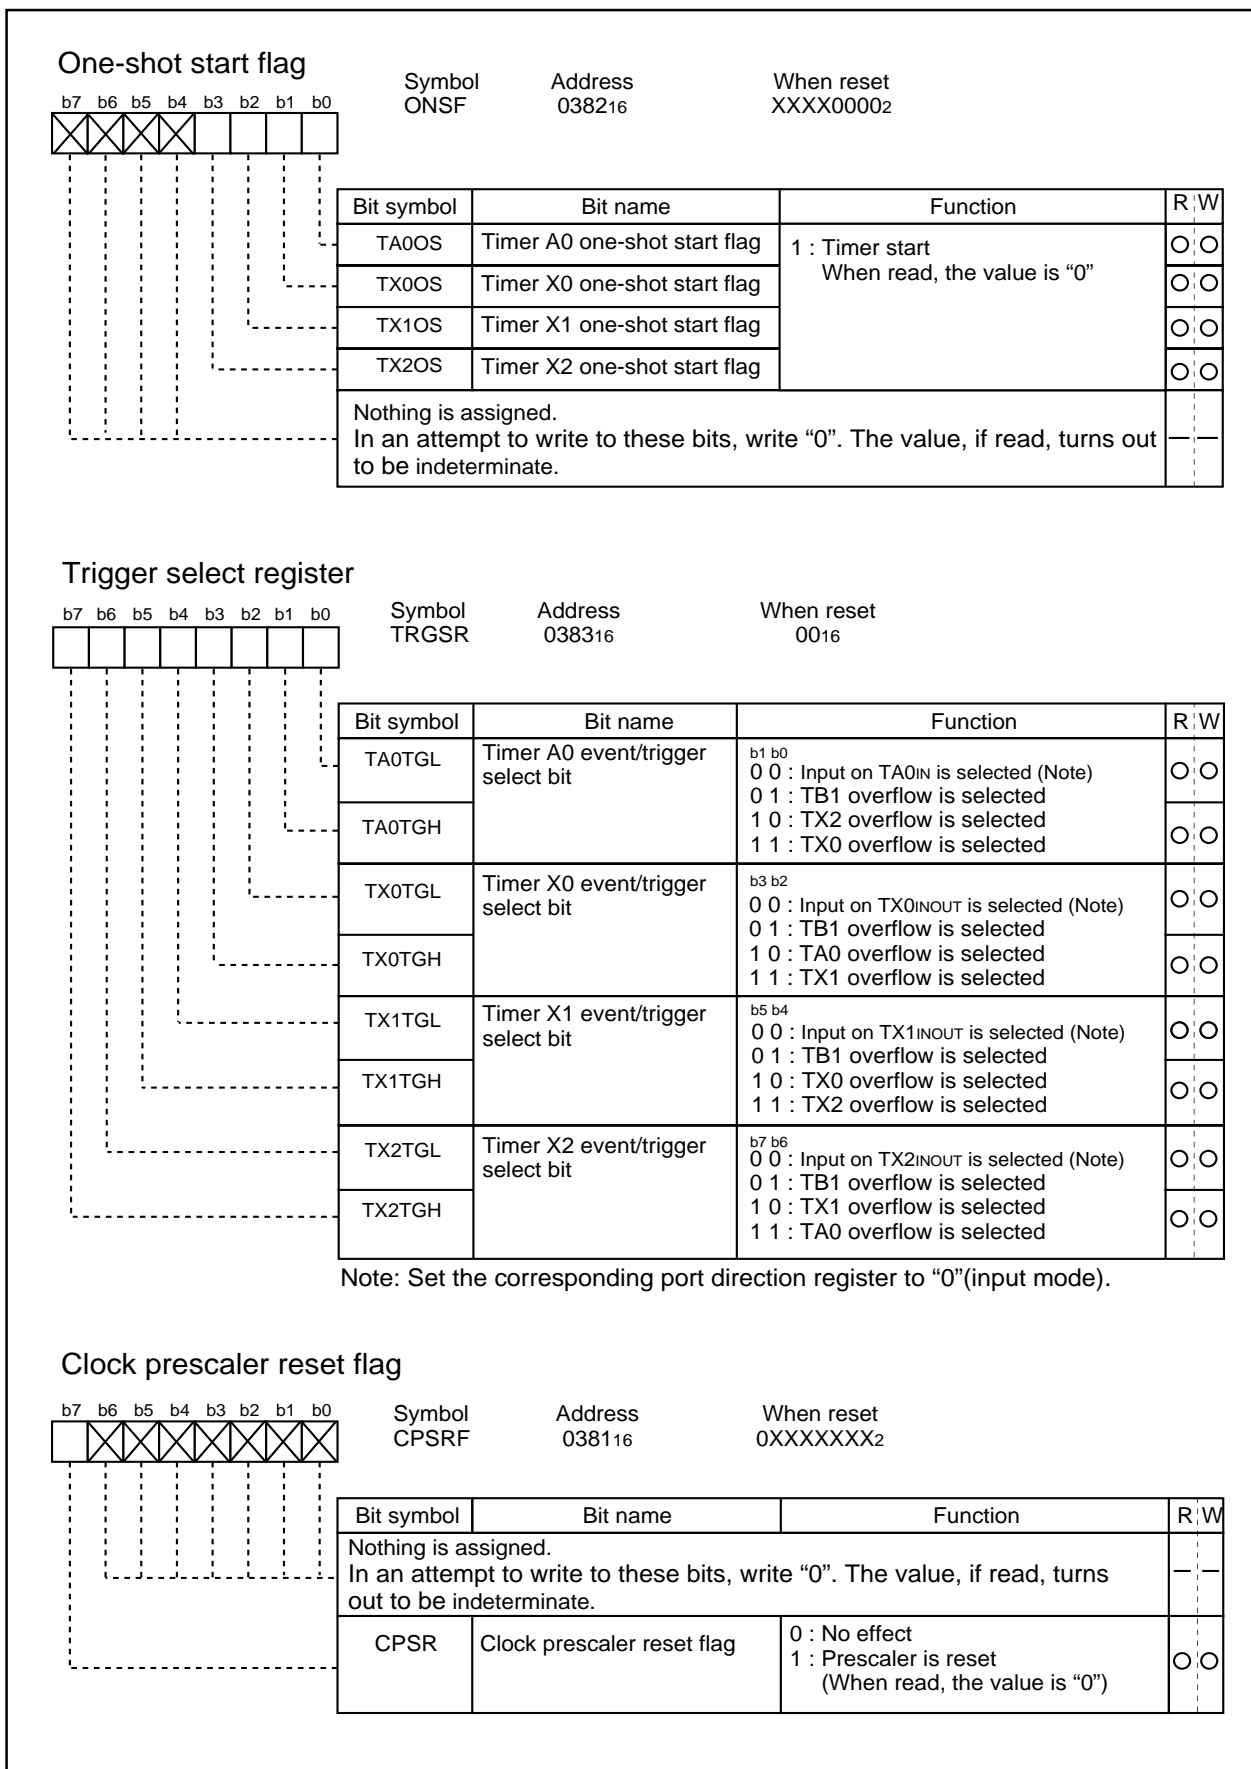 One-shot start flag
Symbol Address When reset
b7 b6 b5 b4 b3 b2 b1 b0 ONSF 038216 XXXX00002
Bit symbol Bit name Function R W
TA0OS Timer A0 one-shot start flag 1 : Timer start
When read, the value is “0”
TX0OS Timer X0 one-shot start flag
TX1OS Timer X1 one-shot start flag
TX2OS Timer X2 one-shot start flag
Nothing is assigned.
In an attempt to write to these bits, write “0”. The value, if read, turns out
to be indeterminate.
Trigger select register
Symbol Address When reset
b7 b6 b5 b4 b3 b2 b1 b0 TRGSR 038316 0016
Bit symbol Bit name Function R W
TA0TGL Timer A0 event/trigger
select bit
b1 b0
0 0 : Input on TA0IN is selected (Note)
0 1 : TB1 overflow is selected
TA0TGH 1 0 : TX2 overflow is selected
1 1 : TX0 overflow is selected
TX0TGL Timer X0 event/trigger
select bit
b3 b2
0 0 : Input on TX0INOUT is selected (Note)
0 1 : TB1 overflow is selected
TX0TGH 1 0 : TA0 overflow is selected
1 1 : TX1 overflow is selected
TX1TGL Timer X1 event/trigger
select bit
b5 b4
0 0 : Input on TX1INOUT is selected (Note)
0 1 : TB1 overflow is selected
TX1TGH 1 0 : TX0 overflow is selected
1 1 : TX2 overflow is selected
TX2TGL Timer X2 event/trigger
select bit
b7 b6
0 0 : Input on TX2INOUT is selected (Note)
0 1 : TB1 overflow is selected
TX2TGH 1 0 : TX1 overflow is selected
1 1 : TA0 overflow is selected
Note: Set the corresponding port direction register to “0”(input mode).
Clock prescaler reset flag
b7 b6 b5 b4 b3 b2 b1 b0 Symbol Address When reset
CPSRF 038116 0XXXXXXX2
Bit symbol Bit name Function R W
Nothing is assigned.
In an attempt to write to these bits, write “0”. The value, if read, turns
out to be indeterminate.
CPSR Clock prescaler reset flag 0 : No effect
1 : Prescaler is reset
(When read, the value is “0”)